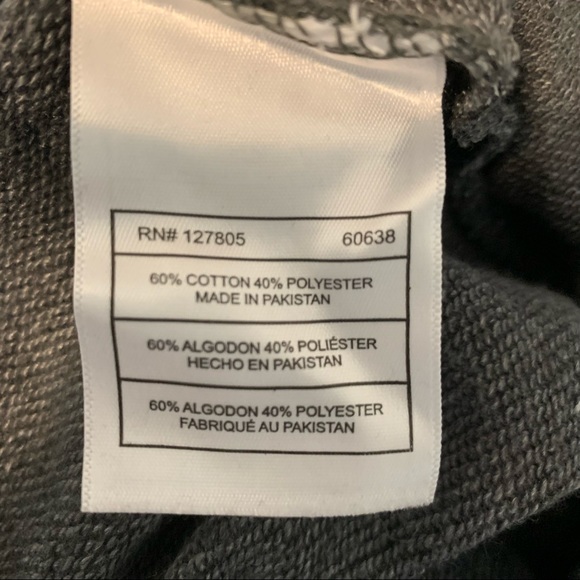 RN# 127805 60638
60% COTTON 40% POLYESTER
MADE IN PAKISTAN
60% ALGODON 40% POLIÉSTER
HECHO EN PAKISTAN
60% ALGODON 40% POLYESTER
FABRIQUÉ AU PAKISTAN